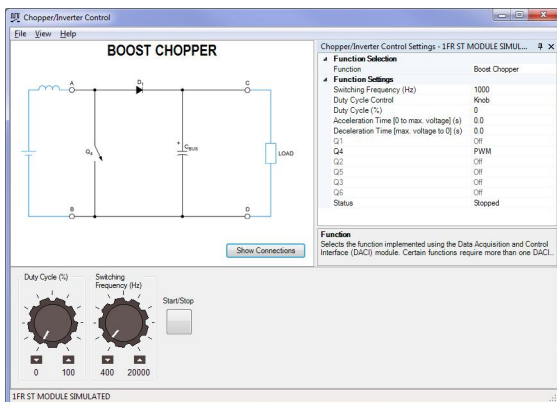 Chopper/Inverter Control
File View Help
BOOST CHOPPER
A
D1
C
Q4
+
CBUS
LOAD
B
D
Show Connections
Chopper/Inverter Control Settings - 1FR ST MODULE SIMUL...
Function Selection
Function Boost Chopper
Function Settings
Switching Frequency (Hz) 1000
Duty Cycle Control Knob
Duty Cycle (%) 0
Acceleration Time [0 to max. voltage] (s) 0.0
Deceleration Time [max. voltage to 0] (s) 0.0
Q1 Off
Q4 PWM
Q2 Off
Q5 Off
Q3 Off
Q6 Off
Status Stopped
Function
Selects the function implemented using the Data Acquisition and Control
Interface (DACI) module. Certain functions require more than one DACI...
Duty Cycle (%)
0 100
Switching
Frequency (Hz)
400 20000
Start/Stop
1FR ST MODULE SIMULATED